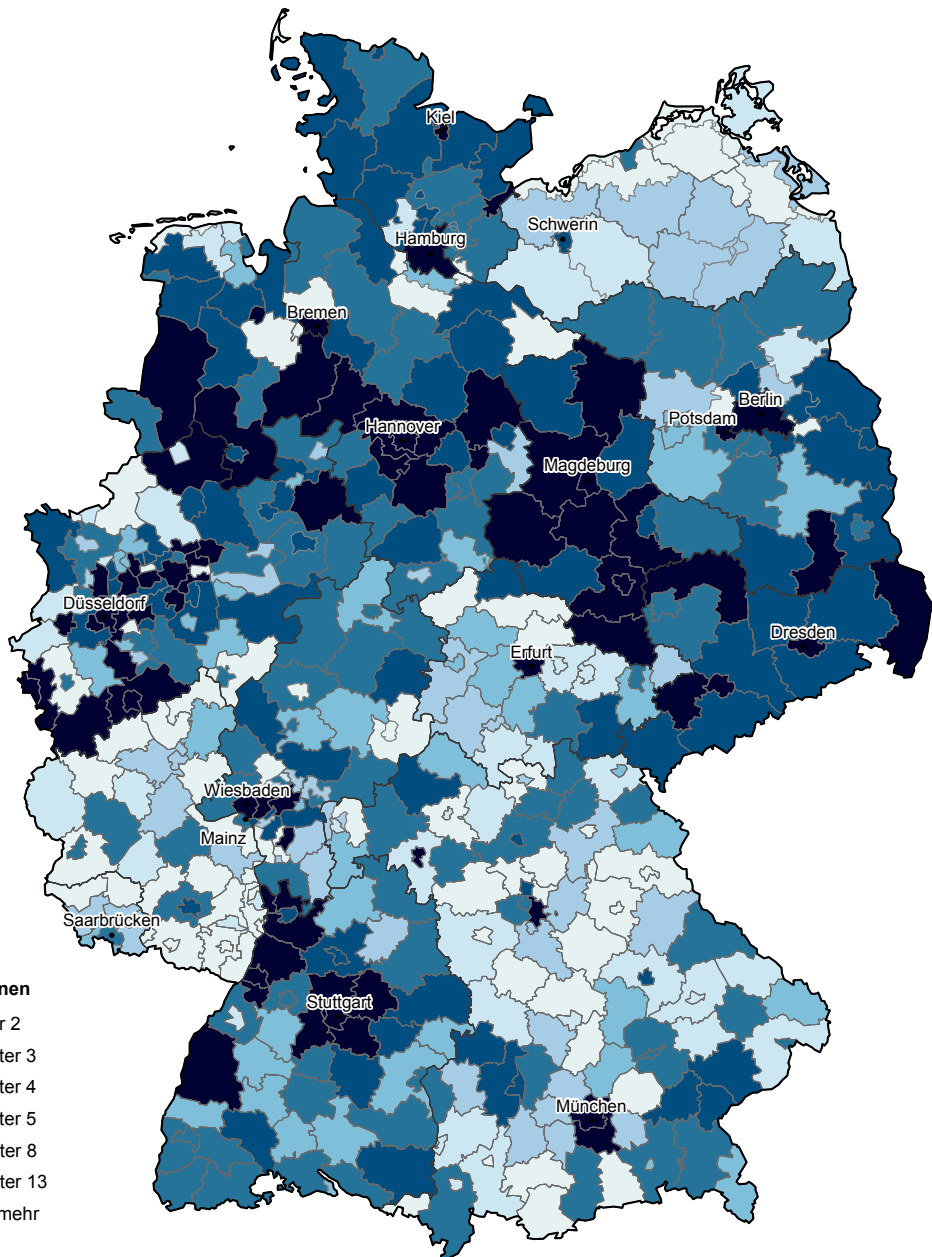 Kiel
Schwerin
Hamburg
Bremen
Berlin
Potsdam
Hannover
Magdeburg
Düsseldorf
Dresden
Erfurt
Wiesbaden
Mainz
Saarbrücken
nen
r 2
Stuttgart
ter 3
ter 4
ter 5
München
ter 8
ter 13
mehr